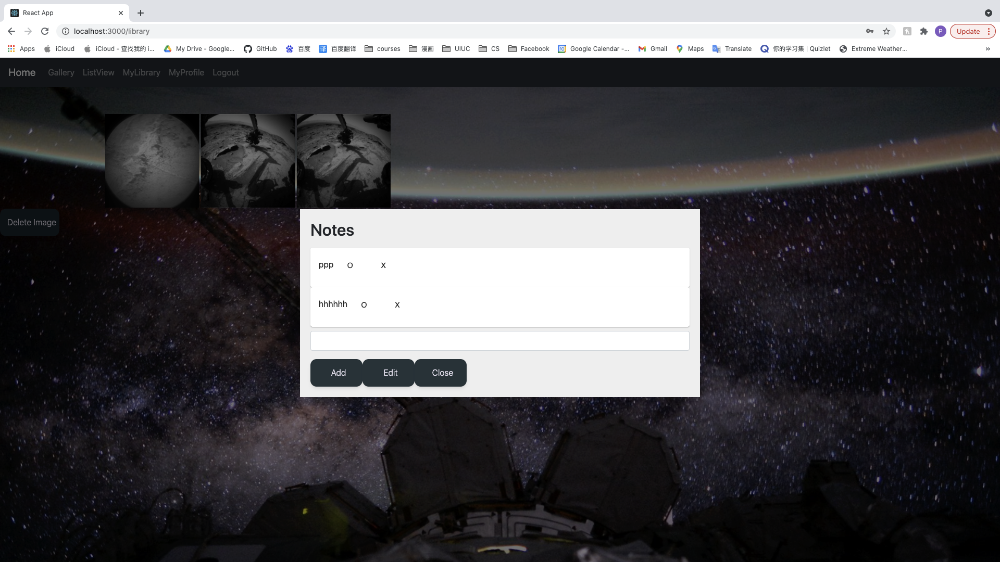 React App
localhost:3000/library
P
Update
Apps
iCloud
iCloud - 查找我的 i...
My Drive - Google...
GitHub
百度
译 百度翻译
courses
漫画
UIUC
CS
Facebook
10 Google Calendar -...
Gmail
Maps
Translate
你的学习集 | Quizlet
Extreme Weather...
»
Home Gallery ListView MyLibrary MyProfile Logout
Delete Image
Notes
ppp O X
hhhhhh O X
Add Edit Close